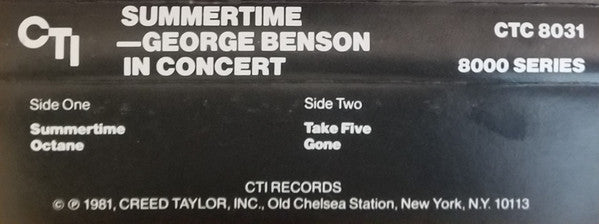 CTI
SUMMERTIME
—GEORGE BENSON
IN CONCERT
CTC 8031
8000 SERIES
Side One
Summertime
Octane
Side Two
Take Five
Gone
CTI RECORDS
© ℗ 1981, CREED TAYLOR, INC., Old Chelsea Station, New York, N.Y. 10113